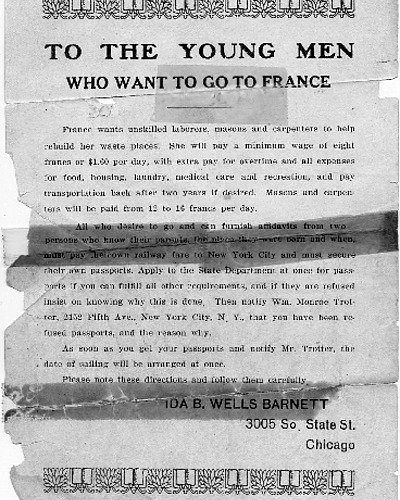 TO THE YOUNG MEN
WHO WANT TO GO TO FRANCE
France wants unskilled laborers, masons and carpenters to help
rebuild her waste places. She will pay a minimum wage of eight
francs or $1.60 per day, with extra pay for overtime and all expenses
for food, housing, laundry, medical care and recreation, and pay
transportation back after two years if desired. Masons and carpen-
ters will be paid from 12 to 16 francs per day.
All who desire to go and can furnish affidavits from two
persons who know their parents, the place they were born and when,
must pay their own railway fare to New York City and must secure
their own passports. Apply to the State Department at once for pass-
ports if you can fulfill all other requirements, and if they are refused
insist on knowing why this is done. Then notify Wm. Monroe Trot-
ter, 2152 Fifth Ave., New York City, N. Y., that you have been re-
fused passports, and the reason why.
As soon as you get your passports and notify Mr. Trotter, the
date of sailing will be arranged at once.
Please note these directions and follow them carefully
IDA B. WELLS BARNETT
3005 So. State St.
Chicago